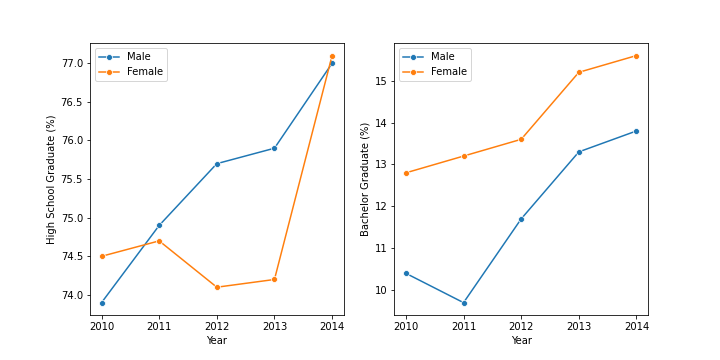 High School Graduate (%)
77.0
76.5
76.0
75.5
75.0
74.5
74.0
Male
Female
2010 2011 2012 2013 2014
Year
Bachelor Graduate (%)
15
14
13
12
11
10
Male
Female
2010 2011 2012 2013 2014
Year